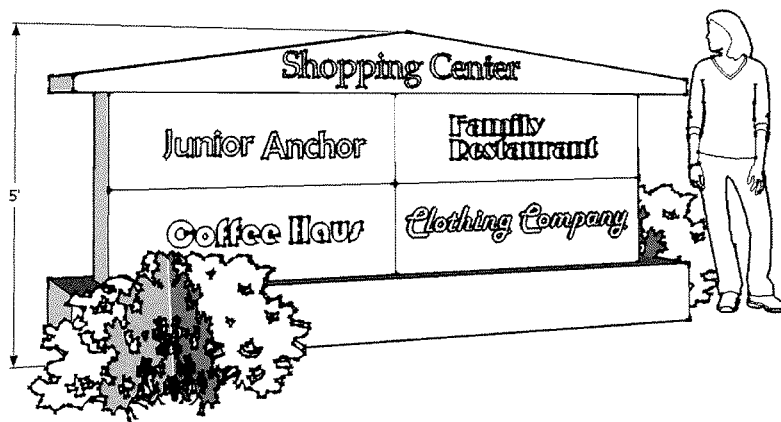 Shopping Center
Junior Anchor
Family
Restaurant
5'
Coffee Haus
Clothing Company